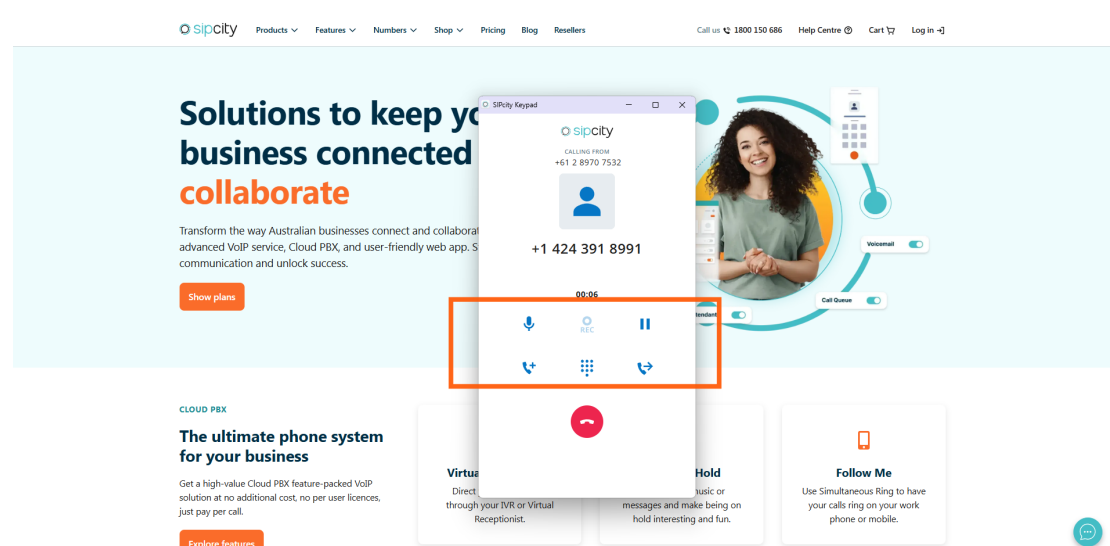 sipcity
Products
Features
Numbers
Shop
Pricing
Blog
Resellers
Call us 1800 150 686
Help Centre
Cart
Log in
Solutions to keep yo
business connected
collaborate
Transform the way Australian businesses connect and collaborat
advanced VoIP service, Cloud PBX, and user-friendly web app. S
communication and unlock success.
Show plans
SIPcity Keypad
sipcity
CALLING FROM
+61 2 8970 7532
+1 424 391 8991
00:06
REC
Voicemail
Call Queue
tendant
CLOUD PBX
The ultimate phone system
for your business
Get a high-value Cloud PBX feature-packed VoIP
solution at no additional cost, no per user licences,
just pay per call.
Explore features
Virtua
Direct
through your IVR or Virtual
Receptionist.
Hold
usic or
messages and make being on
hold interesting and fun.
Follow Me
Use Simultaneous Ring to have
your calls ring on your work
phone or mobile.